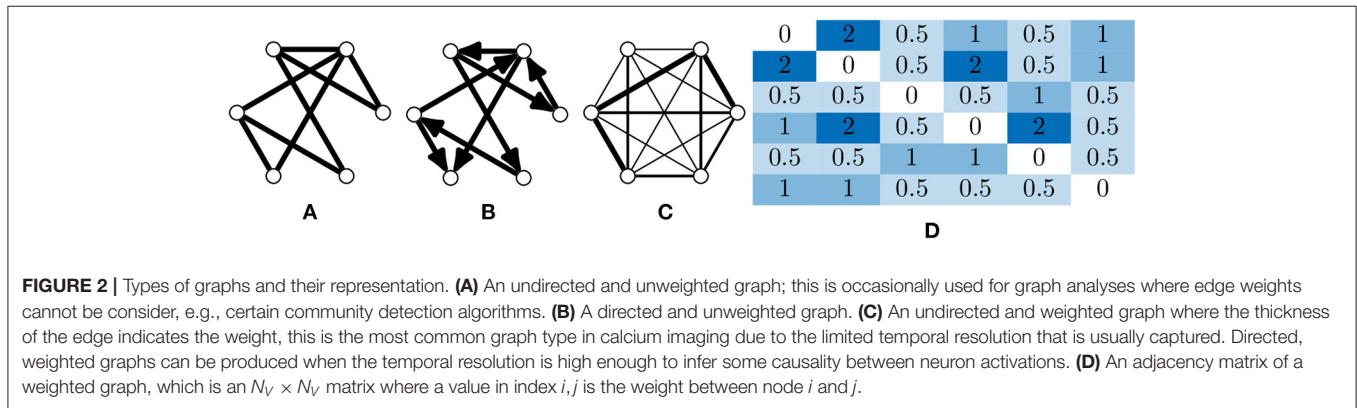 0 2 0.5 1 0.5 1
2 0 0.5 2 0.5 1
0.5 0.5 0 0.5 1 0.5
1 2 0.5 0 2 0.5
0.5 0.5 1 1 0 0.5
1 1 0.5 0.5 0.5 0
A B C D
FIGURE 2 | Types of graphs and their representation. (A) An undirected and unweighted graph; this is occasionally used for graph analyses where edge weights
cannot be consider, e.g., certain community detection algorithms. (B) A directed and unweighted graph. (C) An undirected and weighted graph where the thickness
of the edge indicates the weight, this is the most common graph type in calcium imaging due to the limited temporal resolution that is usually captured. Directed,
weighted graphs can be produced when the temporal resolution is high enough to infer some causality between neuron activations. (D) An adjacency matrix of a
weighted graph, which is an N_V × N_V matrix where a value in index i, j is the weight between node i and j.